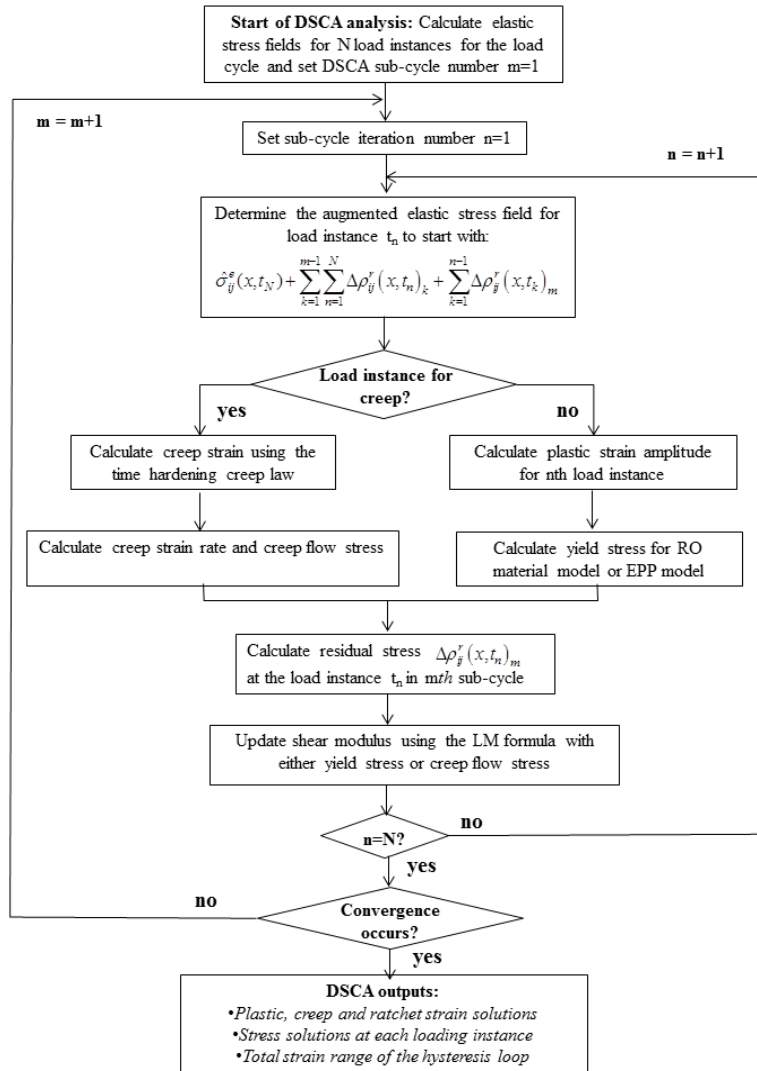 Start of DSCA analysis: Calculate elastic
stress fields for N load instances for the load
cycle and set DSCA sub-cycle number m=1
m = m+1
Set sub-cycle iteration number n=1
n = n+1
Determine the augmented elastic stress field for
load instance tₙ to start with:
σ̂ᵉᵢⱼ(x,t_N) + ∑_{k=1}^{m−1} ∑_{n=1}^{N} Δρʳᵢⱼ(x,tₙ)ₖ + ∑_{k=1}^{n−1} Δρʳᵢⱼ(x,tₖ)ₘ
Load instance for
creep?
yes
no
Calculate creep strain using the
time hardening creep law
Calculate plastic strain amplitude
for nth load instance
Calculate creep strain rate and creep flow stress
Calculate yield stress for RO
material model or EPP model
Calculate residual stress Δρʳᵢⱼ(x,tₙ)ₘ
at the load instance tₙ in mth sub-cycle
Update shear modulus using the LM formula with
either yield stress or creep flow stress
n=N?
no
yes
no
Convergence
occurs?
yes
DSCA outputs:
•Plastic, creep and ratchet strain solutions
•Stress solutions at each loading instance
•Total strain range of the hysteresis loop